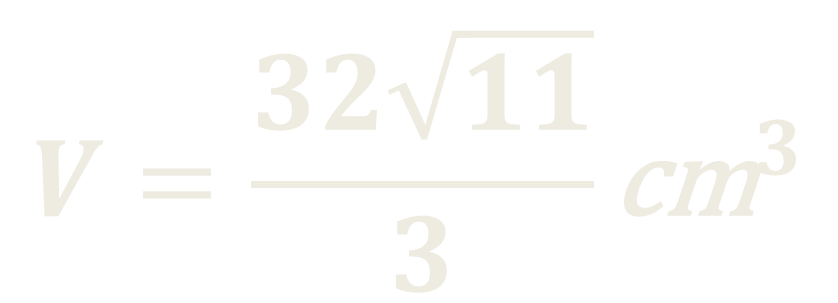 V = 32√11/3 cm³